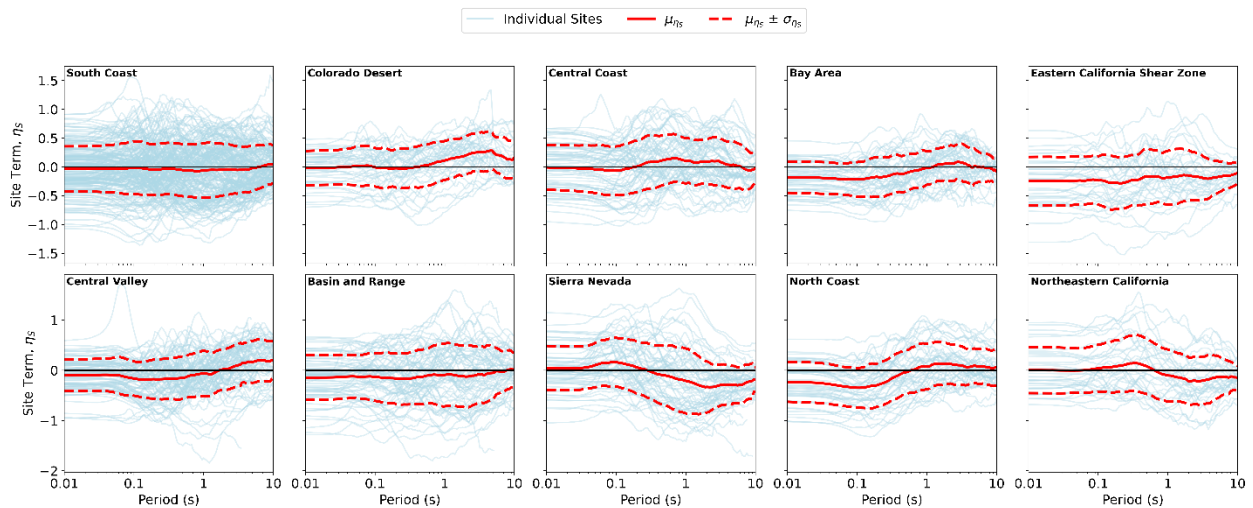 Individual Sites μηs μηs ± σηs
South Coast Colorado Desert Central Coast Bay Area Eastern California Shear Zone
Site Term, ηs
1.5
1.0
0.5
0.0
−0.5
−1.0
−1.5
Central Valley Basin and Range Sierra Nevada North Coast Northeastern California
Site Term, ηs
1
0
−1
−2
0.01 0.1 1 10 0.01 0.1 1 10 0.01 0.1 1 10 0.01 0.1 1 10 0.01 0.1 1 10
Period (s) Period (s) Period (s) Period (s) Period (s)